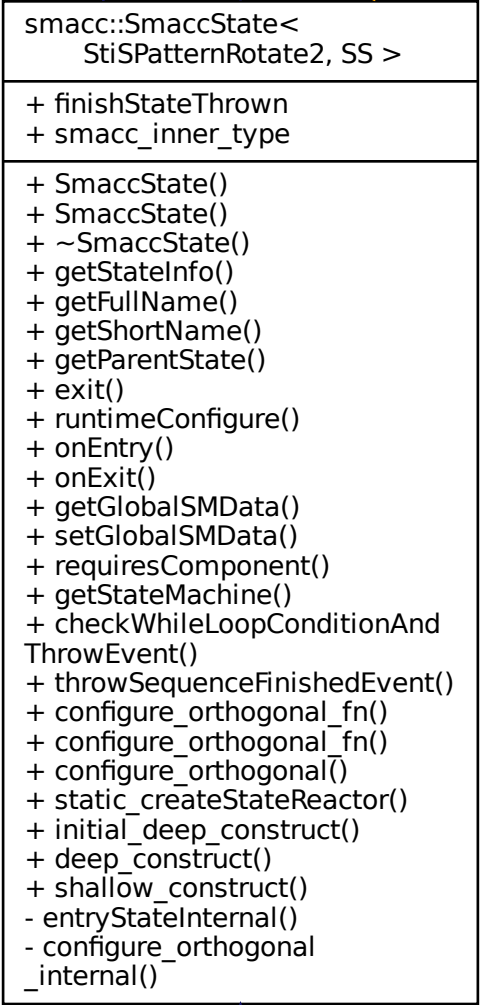 smacc::SmaccState<
StiSPatternRotate2, SS >
+ finishStateThrown
+ smacc_inner_type
+ SmaccState()
+ SmaccState()
+ ~SmaccState()
+ getStateInfo()
+ getFullName()
+ getShortName()
+ getParentState()
+ exit()
+ runtimeConfigure()
+ onEntry()
+ onExit()
+ getGlobalSMData()
+ setGlobalSMData()
+ requiresComponent()
+ getStateMachine()
+ checkWhileLoopConditionAnd
ThrowEvent()
+ throwSequenceFinishedEvent()
+ configure_orthogonal_fn()
+ configure_orthogonal_fn()
+ configure_orthogonal()
+ static_createStateReactor()
+ initial_deep_construct()
+ deep_construct()
+ shallow_construct()
- entryStateInternal()
- configure_orthogonal
_internal()